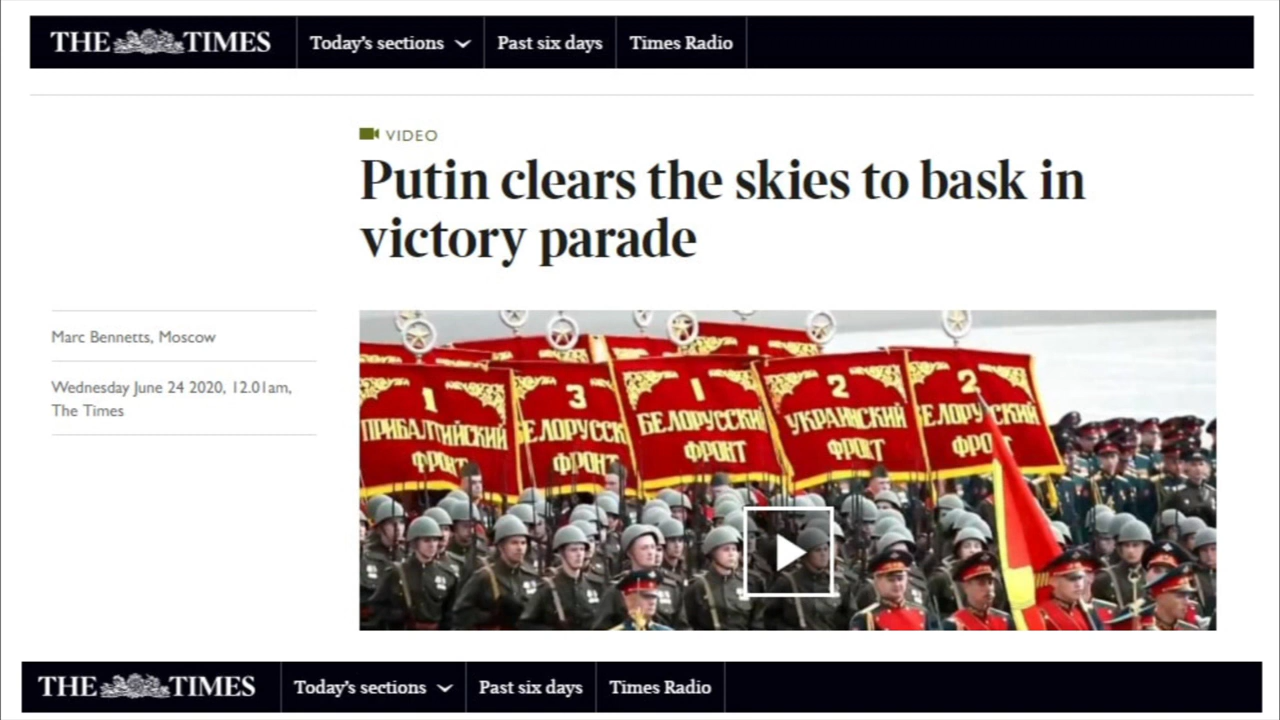 THE TIMES Today's sections Past six days Times Radio
VIDEO
Putin clears the skies to bask in
victory parade
Marc Bennetts, Moscow
Wednesday June 24 2020, 12.01am,
The Times
1 3 1 2 2
ПРИБАЛТИЙСКИЙ ЕЛОРУССК БЕЛОРУССКИЙ УКРАИНСКИЙ ЕЛОРУССКИЙ
ФРОНТ ФРОНТ ФРОНТ ФРОНТ ФРОНТ
THE TIMES Today's sections Past six days Times Radio